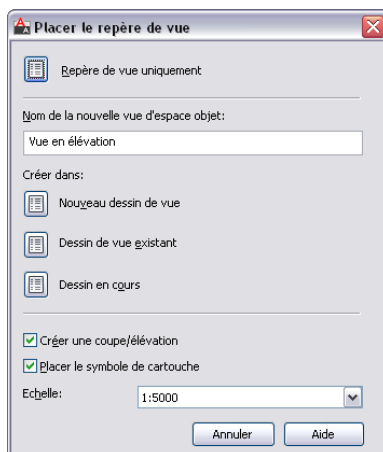 Placer le repère de vue
Repère de vue uniquement
Nom de la nouvelle vue d'espace objet:
Vue en élévation
Créer dans:
Nouveau dessin de vue
Dessin de vue existant
Dessin en cours
Créer une coupe/élévation
Placer le symbole de cartouche
Echelle: 1:5000
Annuler Aide